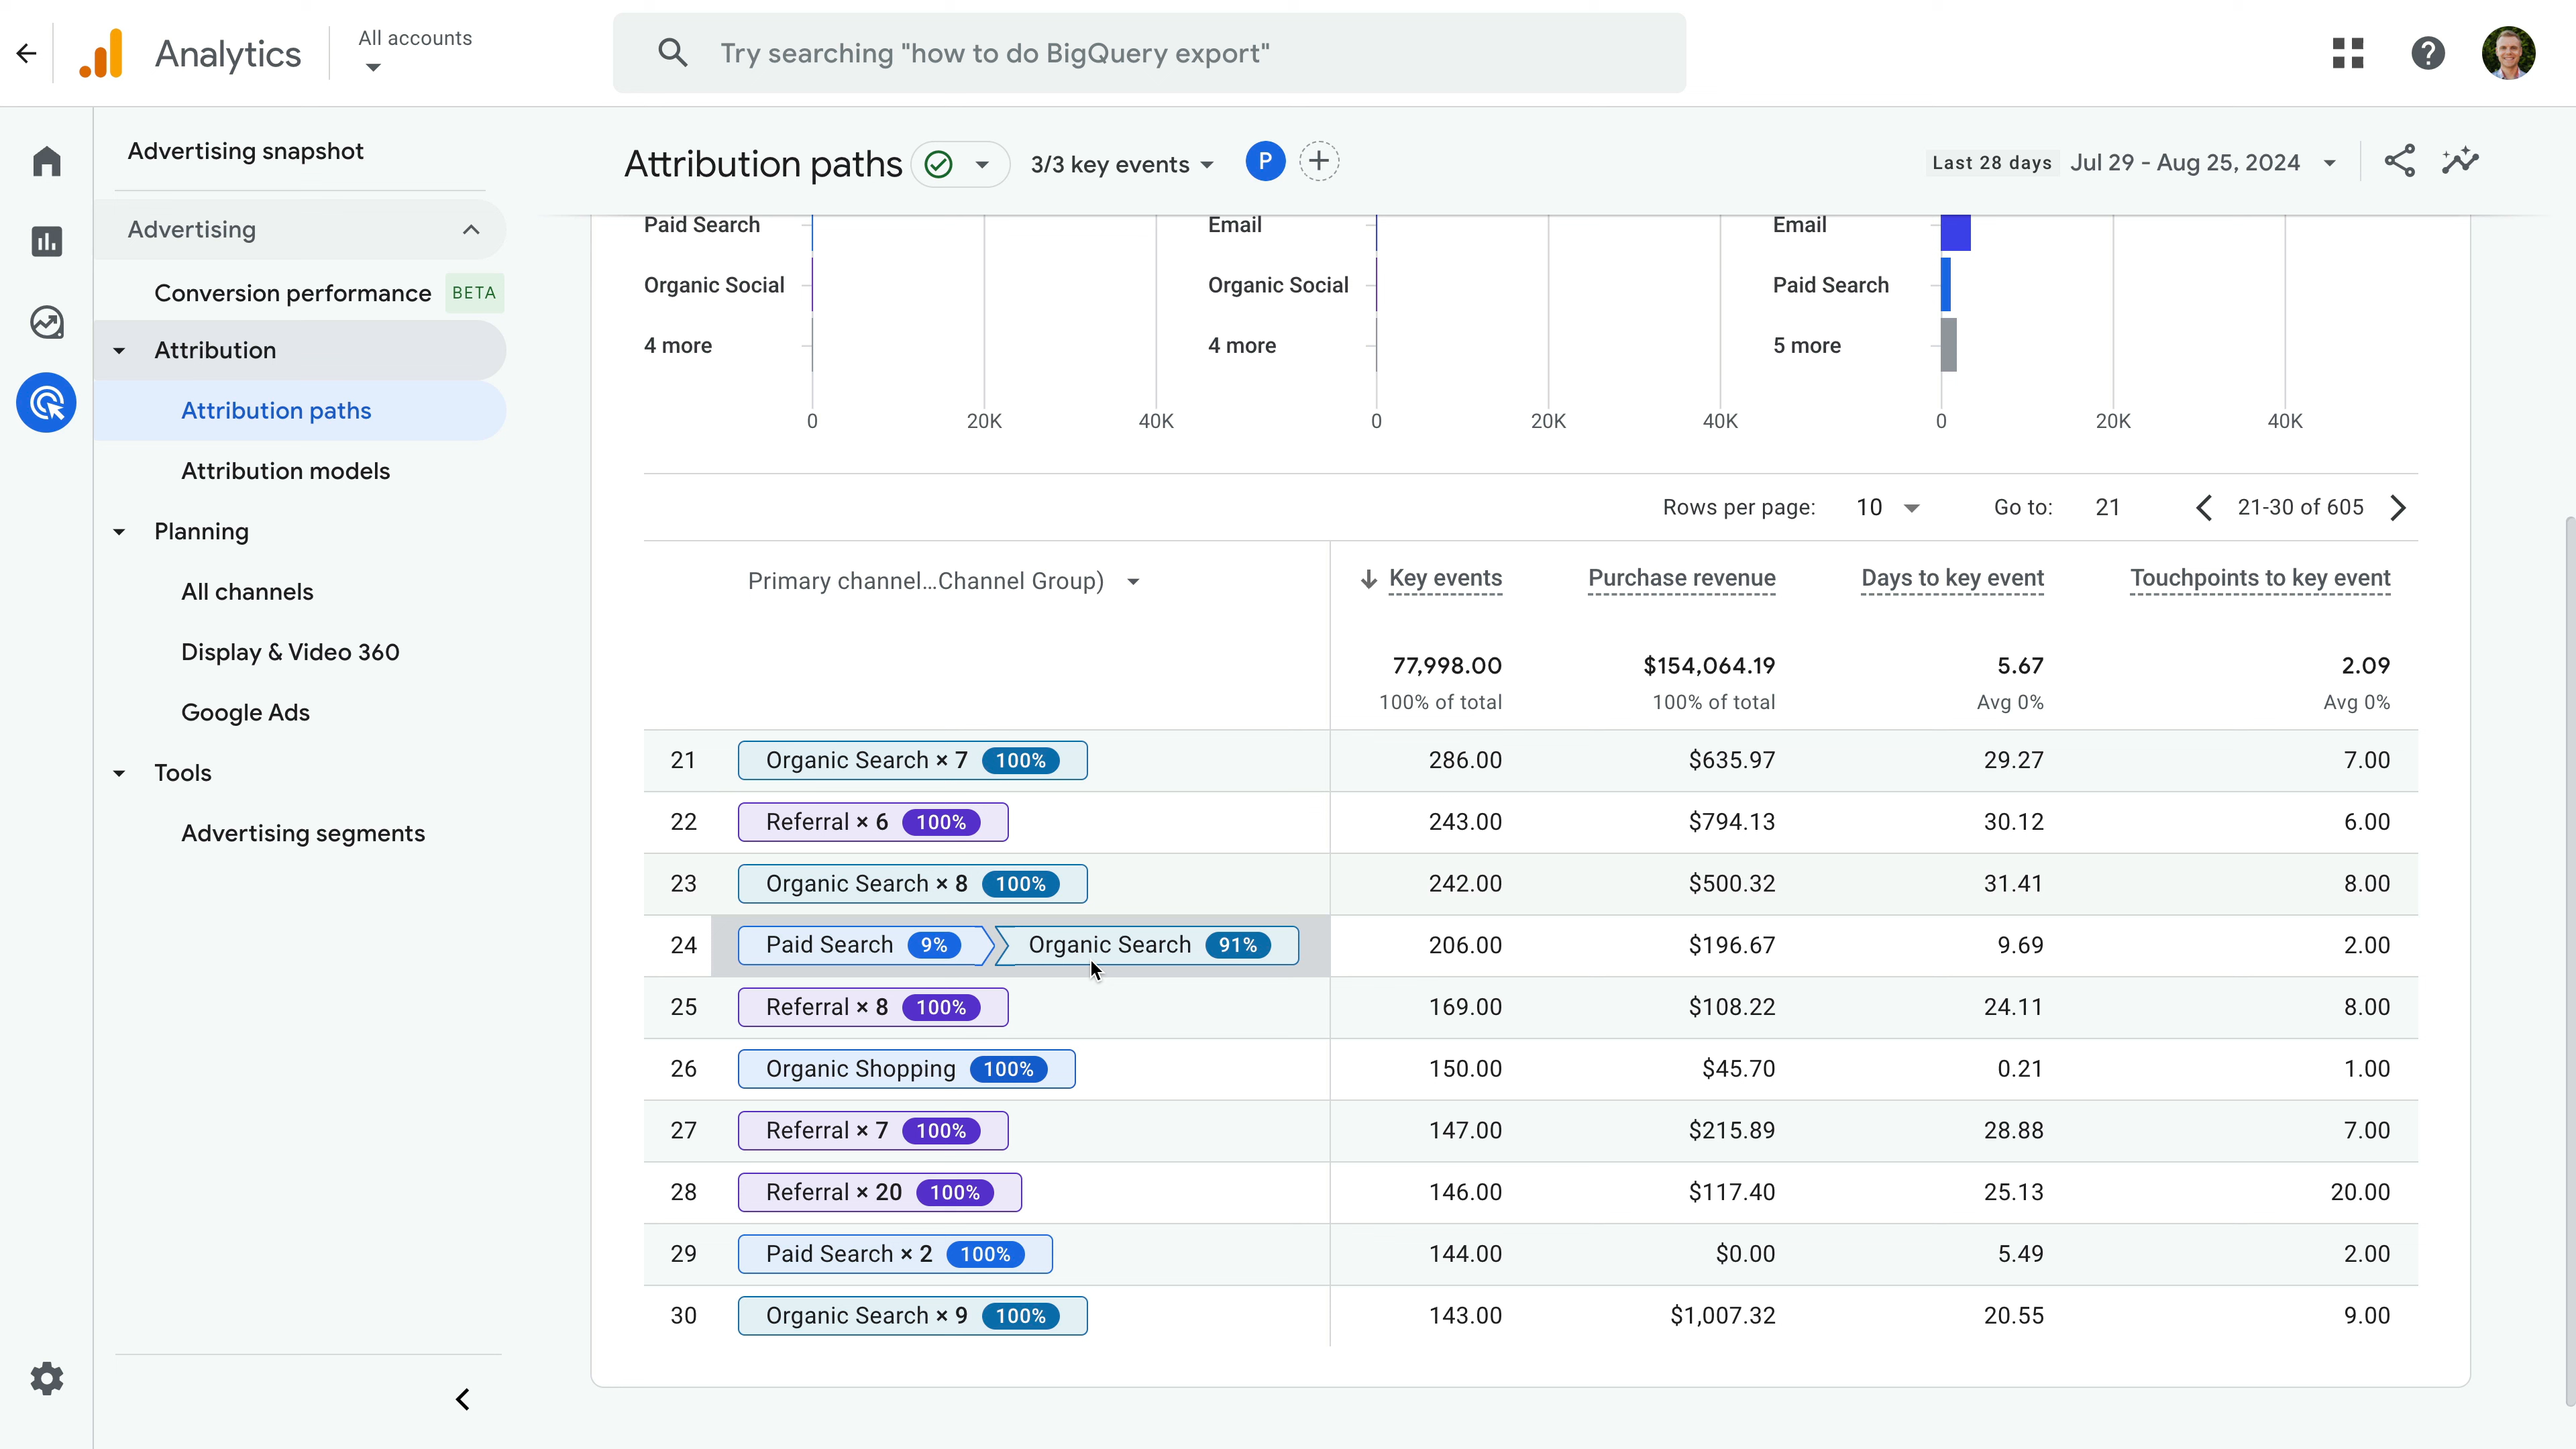 Analytics
All accounts
Try searching "how to do BigQuery export"
Advertising snapshot
Advertising
Conversion performance BETA
Attribution
Attribution paths
Attribution models
Planning
All channels
Display & Video 360
Google Ads
Tools
Advertising segments
Attribution paths 3/3 key events P Last 28 days Jul 29 - Aug 25, 2024
Paid Search
Organic Social
4 more
0 20K 40K
Email
Organic Social
4 more
0 20K 40K
Email
Paid Search
5 more
0 20K 40K
Rows per page: 10 Go to: 21 21-30 of 605
Primary channel...Channel Group) Key events Purchase revenue Days to key event Touchpoints to key event
77,998.00 $154,064.19 5.67 2.09
100% of total 100% of total Avg 0% Avg 0%
21 Organic Search × 7 100% 286.00 $635.97 29.27 7.00
22 Referral × 6 100% 243.00 $794.13 30.12 6.00
23 Organic Search × 8 100% 242.00 $500.32 31.41 8.00
24 Paid Search 9% Organic Search 91% 206.00 $196.67 9.69 2.00
25 Referral × 8 100% 169.00 $108.22 24.11 8.00
26 Organic Shopping 100% 150.00 $45.70 0.21 1.00
27 Referral × 7 100% 147.00 $215.89 28.88 7.00
28 Referral × 20 100% 146.00 $117.40 25.13 20.00
29 Paid Search × 2 100% 144.00 $0.00 5.49 2.00
30 Organic Search × 9 100% 143.00 $1,007.32 20.55 9.00